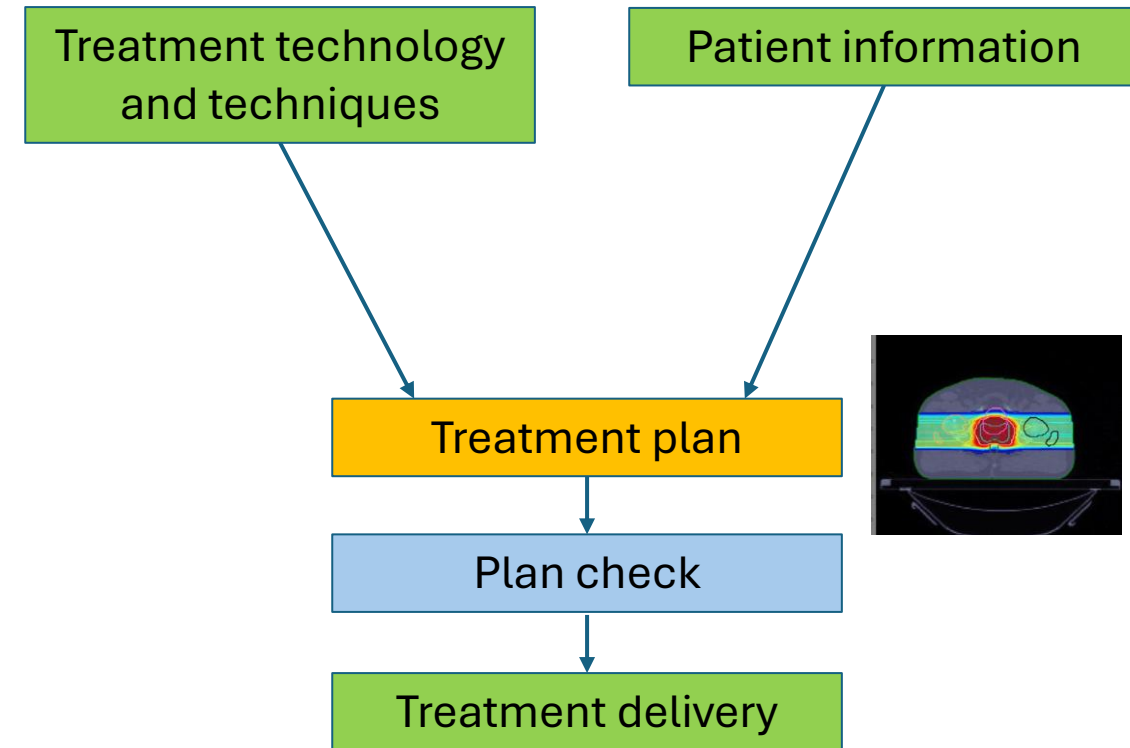 Treatment technology
and techniques
Patient information
Treatment plan
Plan check
Treatment delivery